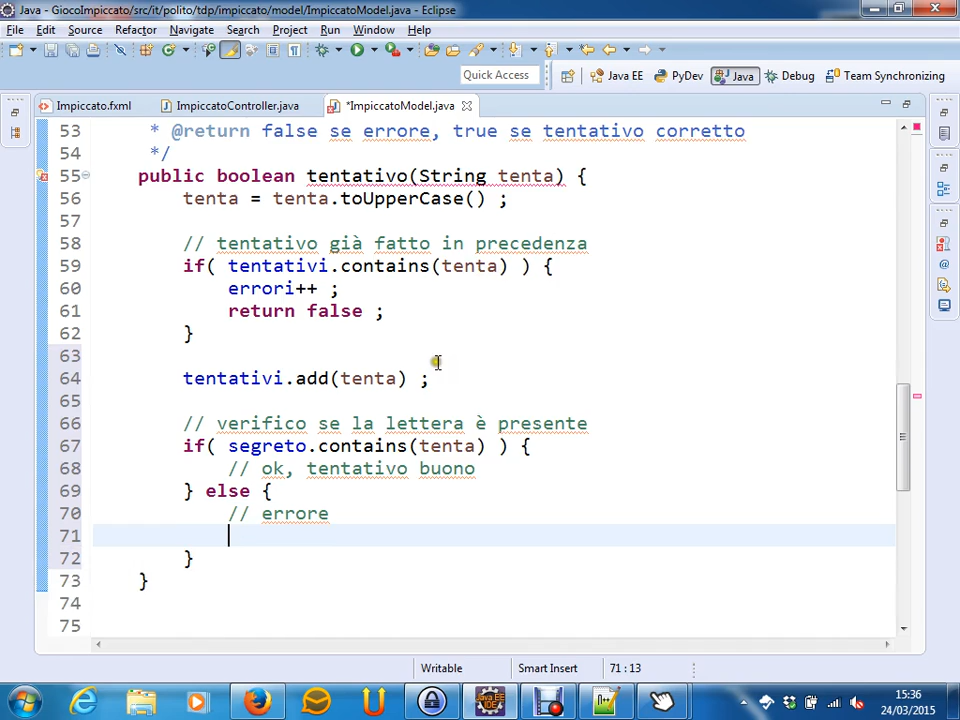 Java - GiocoImpiccato/src/it/polito/tdp/impiccato/model/ImpiccatoModel.java - Eclipse
File Edit Source Refactor Navigate Search Project Run Window Help
Quick Access Java EE PyDev Java Debug Team Synchronizing
Impiccato.fxml ImpiccatoController.java *ImpiccatoModel.java
53 * @return false se errore, true se tentativo corretto
54 */
55 public boolean tentativo(String tenta) {
56 tenta = tenta.toUpperCase() ;
57
58 // tentativo già fatto in precedenza
59 if( tentativi.contains(tenta) ) {
60 errori++ ;
61 return false ;
62 }
63
64 tentativi.add(tenta) ;
65
66 // verifico se la lettera è presente
67 if( segreto.contains(tenta) ) {
68 // ok, tentativo buono
69 } else {
70 // errore
71
72 }
73 }
74
75
Writable Smart Insert 71 : 13
15:36
24/03/2015